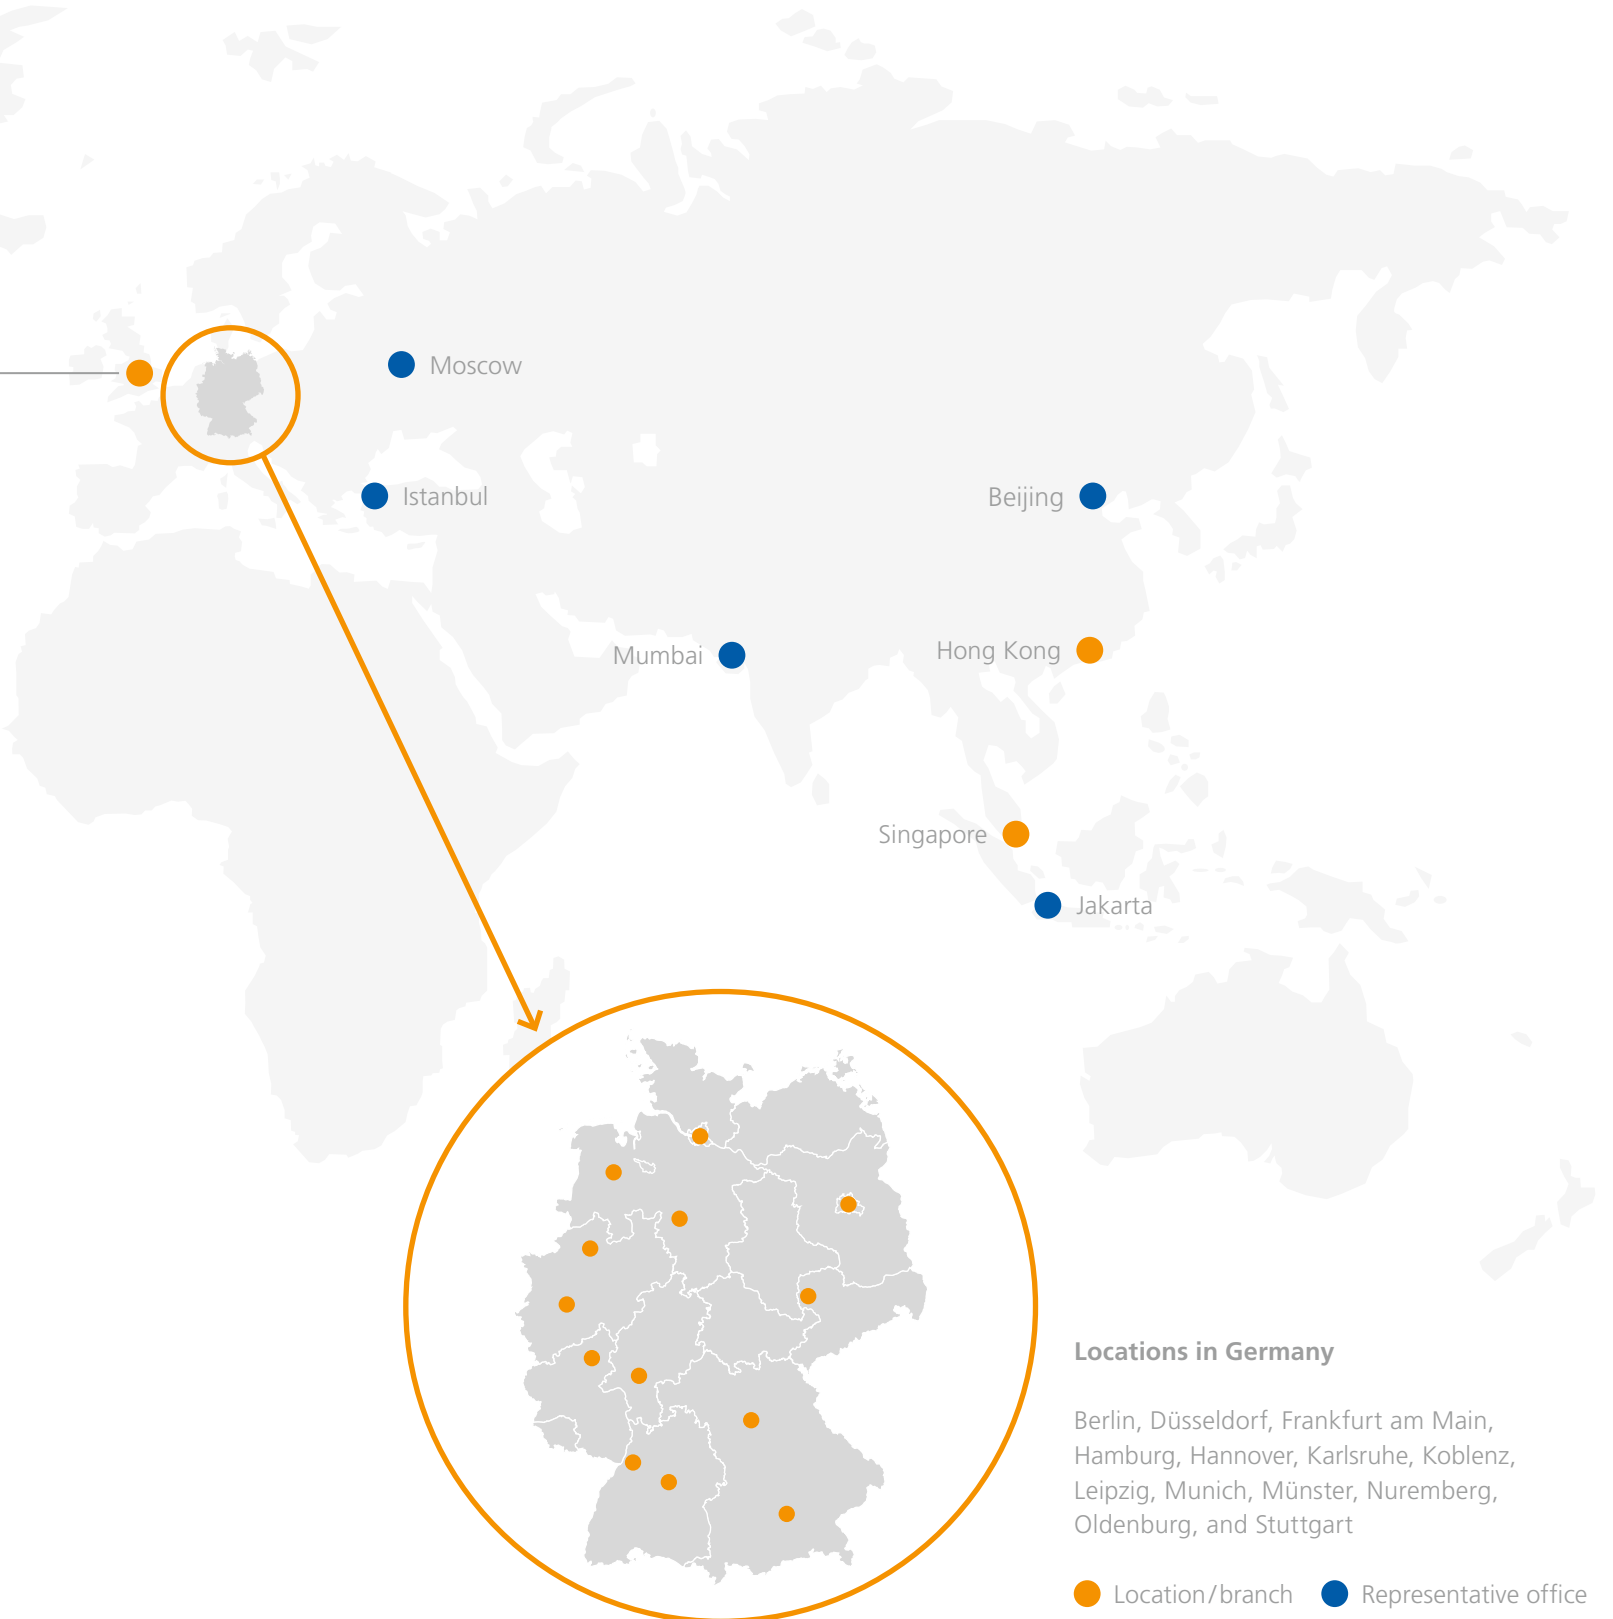 Moscow
Istanbul
Beijing
Mumbai
Hong Kong
Singapore
Jakarta
Locations in Germany
Berlin, Düsseldorf, Frankfurt am Main,
Hamburg, Hannover, Karlsruhe, Koblenz,
Leipzig, Munich, Münster, Nuremberg,
Oldenburg, and Stuttgart
Location/branch
Representative office